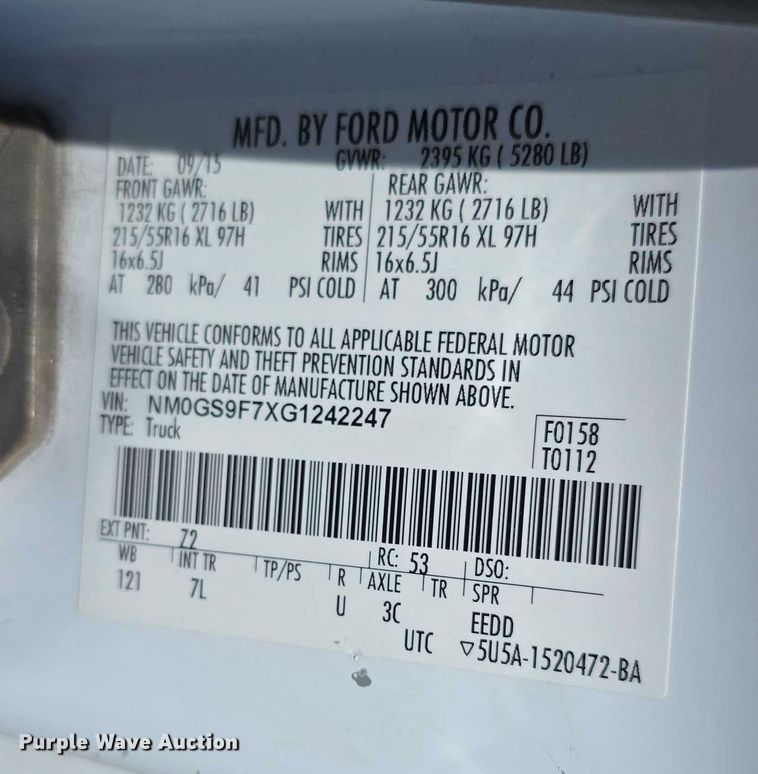 MFD. BY FORD MOTOR CO.
DATE: 09/15 GVWR: 2395 KG ( 5280 LB)
FRONT GAWR: REAR GAWR:
1232 KG ( 2716 LB) WITH 1232 KG ( 2716 LB) WITH
215/55R16 XL 97H TIRES 215/55R16 XL 97H TIRES
16x6.5J RIMS 16x6.5J RIMS
AT 280 kPa/ 41 PSI COLD AT 300 kPa/ 44 PSI COLD
THIS VEHICLE CONFORMS TO ALL APPLICABLE FEDERAL MOTOR
VEHICLE SAFETY AND THEFT PREVENTION STANDARDS IN
EFFECT ON THE DATE OF MANUFACTURE SHOWN ABOVE.
VIN: NM0GS9F7XG1242247
TYPE: Truck
F0158
T0112
EXT PNT: Z2 RC: 53 DSO:
WB INT TR TP/PS R AXLE TR SPR
121 7L U 3C EEDD
UTC ▽5U5A-1520472-BA
Purple Wave Auction